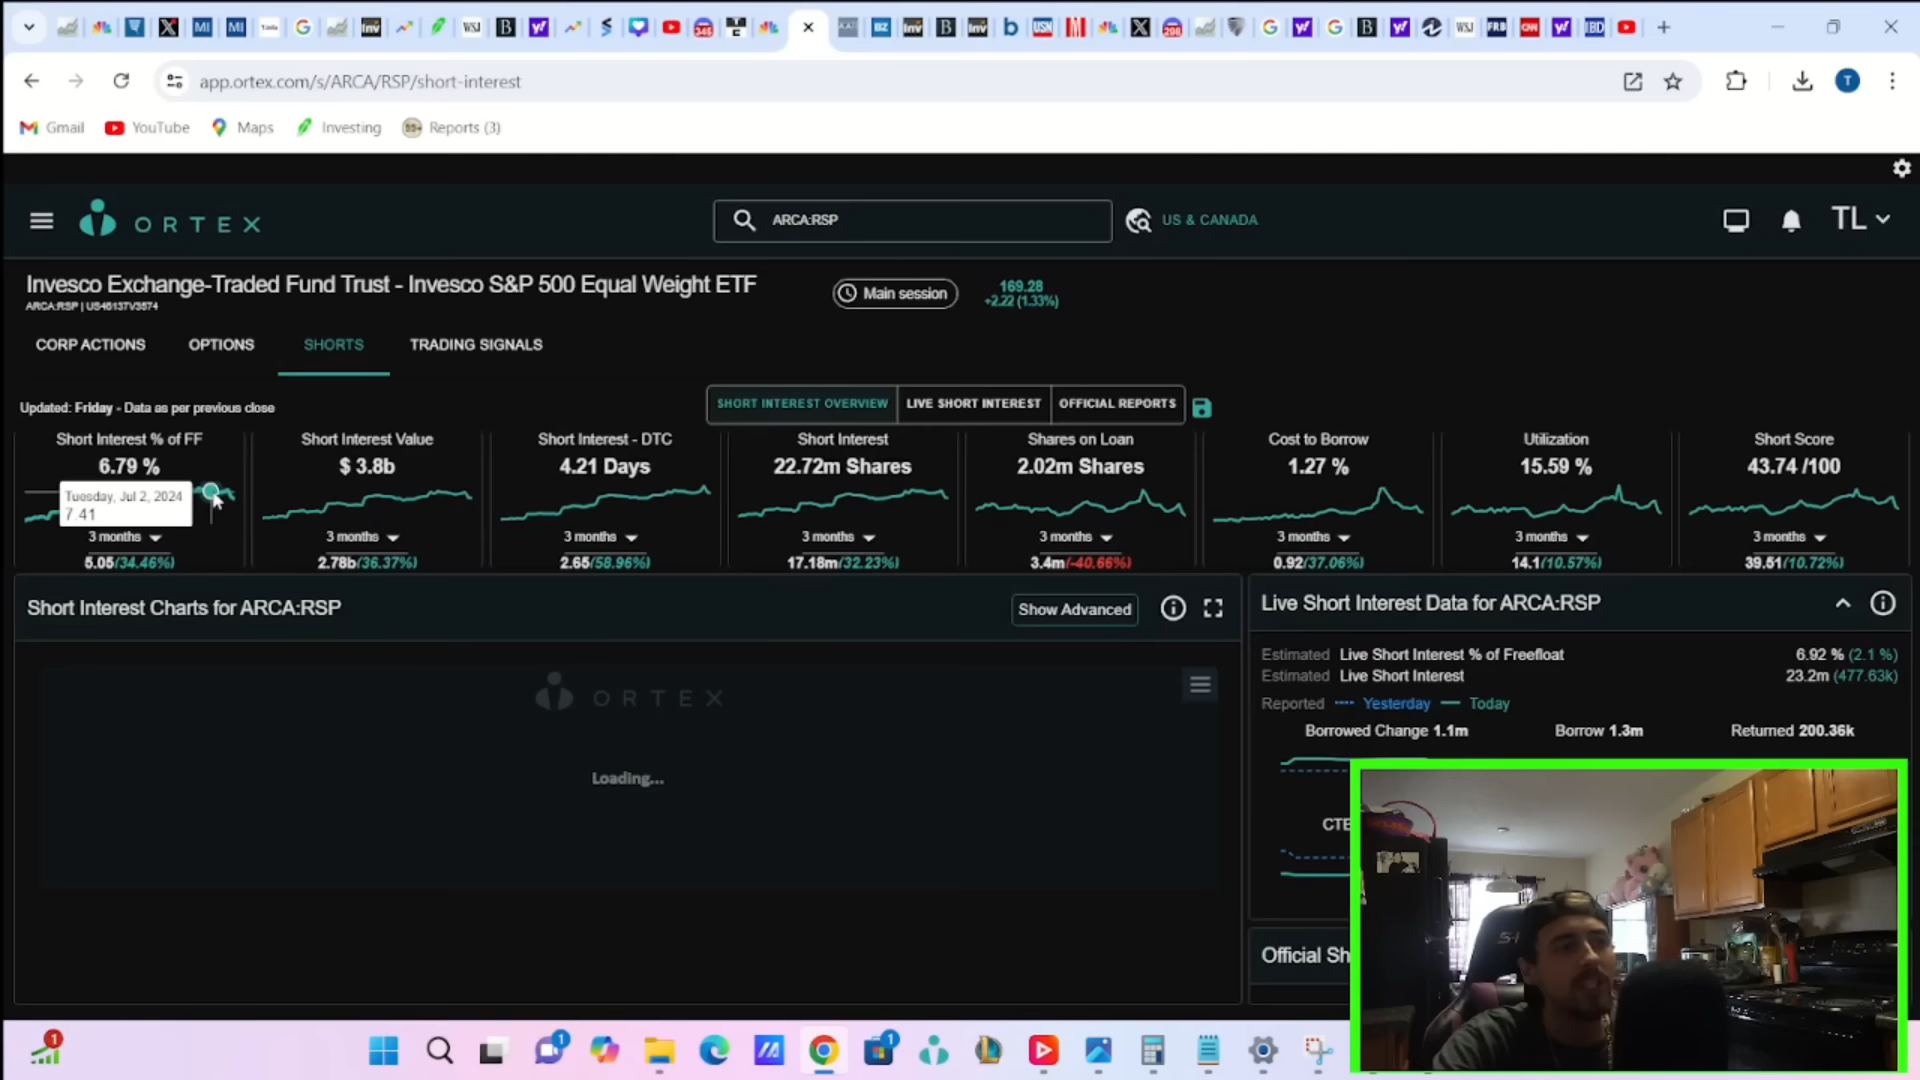 app.ortex.com/s/ARCA/RSP/short-interest
T
Gmail
YouTube
Maps
Investing
Reports (3)
ORTEX
ARCA:RSP
US & CANADA
TL
Invesco Exchange-Traded Fund Trust - Invesco S&P 500 Equal Weight ETF
ARCA:RSP | US46137V3574
Main session
169.28
+2.22 (1.33%)
CORP ACTIONS
OPTIONS
SHORTS
TRADING SIGNALS
Updated: Friday - Data as per previous close
SHORT INTEREST OVERVIEW
LIVE SHORT INTEREST
OFFICIAL REPORTS
Short Interest % of FF
6.79 %
Tuesday, Jul 2, 2024
7.41
3 months
5.05(34.46%)
Short Interest Value
$ 3.8b
3 months
2.78b(36.37%)
Short Interest - DTC
4.21 Days
3 months
2.65(58.96%)
Short Interest
22.72m Shares
3 months
17.18m(32.23%)
Shares on Loan
2.02m Shares
3 months
3.4m(-40.66%)
Cost to Borrow
1.27 %
3 months
0.92(37.06%)
Utilization
15.59 %
3 months
14.1(10.57%)
Short Score
43.74 /100
3 months
39.51(10.72%)
Short Interest Charts for ARCA:RSP
Show Advanced
ORTEX
Loading...
Live Short Interest Data for ARCA:RSP
Estimated Live Short Interest % of Freefloat 6.92 % (2.1 %)
Estimated Live Short Interest 23.2m (477.63k)
Reported Yesterday Today
Borrowed Change 1.1m
Borrow 1.3m
Returned 200.36k
CTB
Official Sh